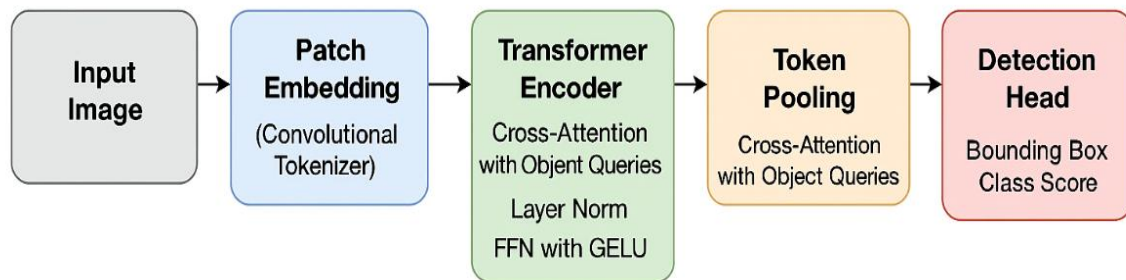 Input
Image
Patch
Embedding
(Convolutional
Tokenizer)
Transformer
Encoder
Cross-Attention
with Objent Queries
Layer Norm
FFN with GELU
Token
Pooling
Cross-Attention
with Object Queries
Detection
Head
Bounding Box
Class Score